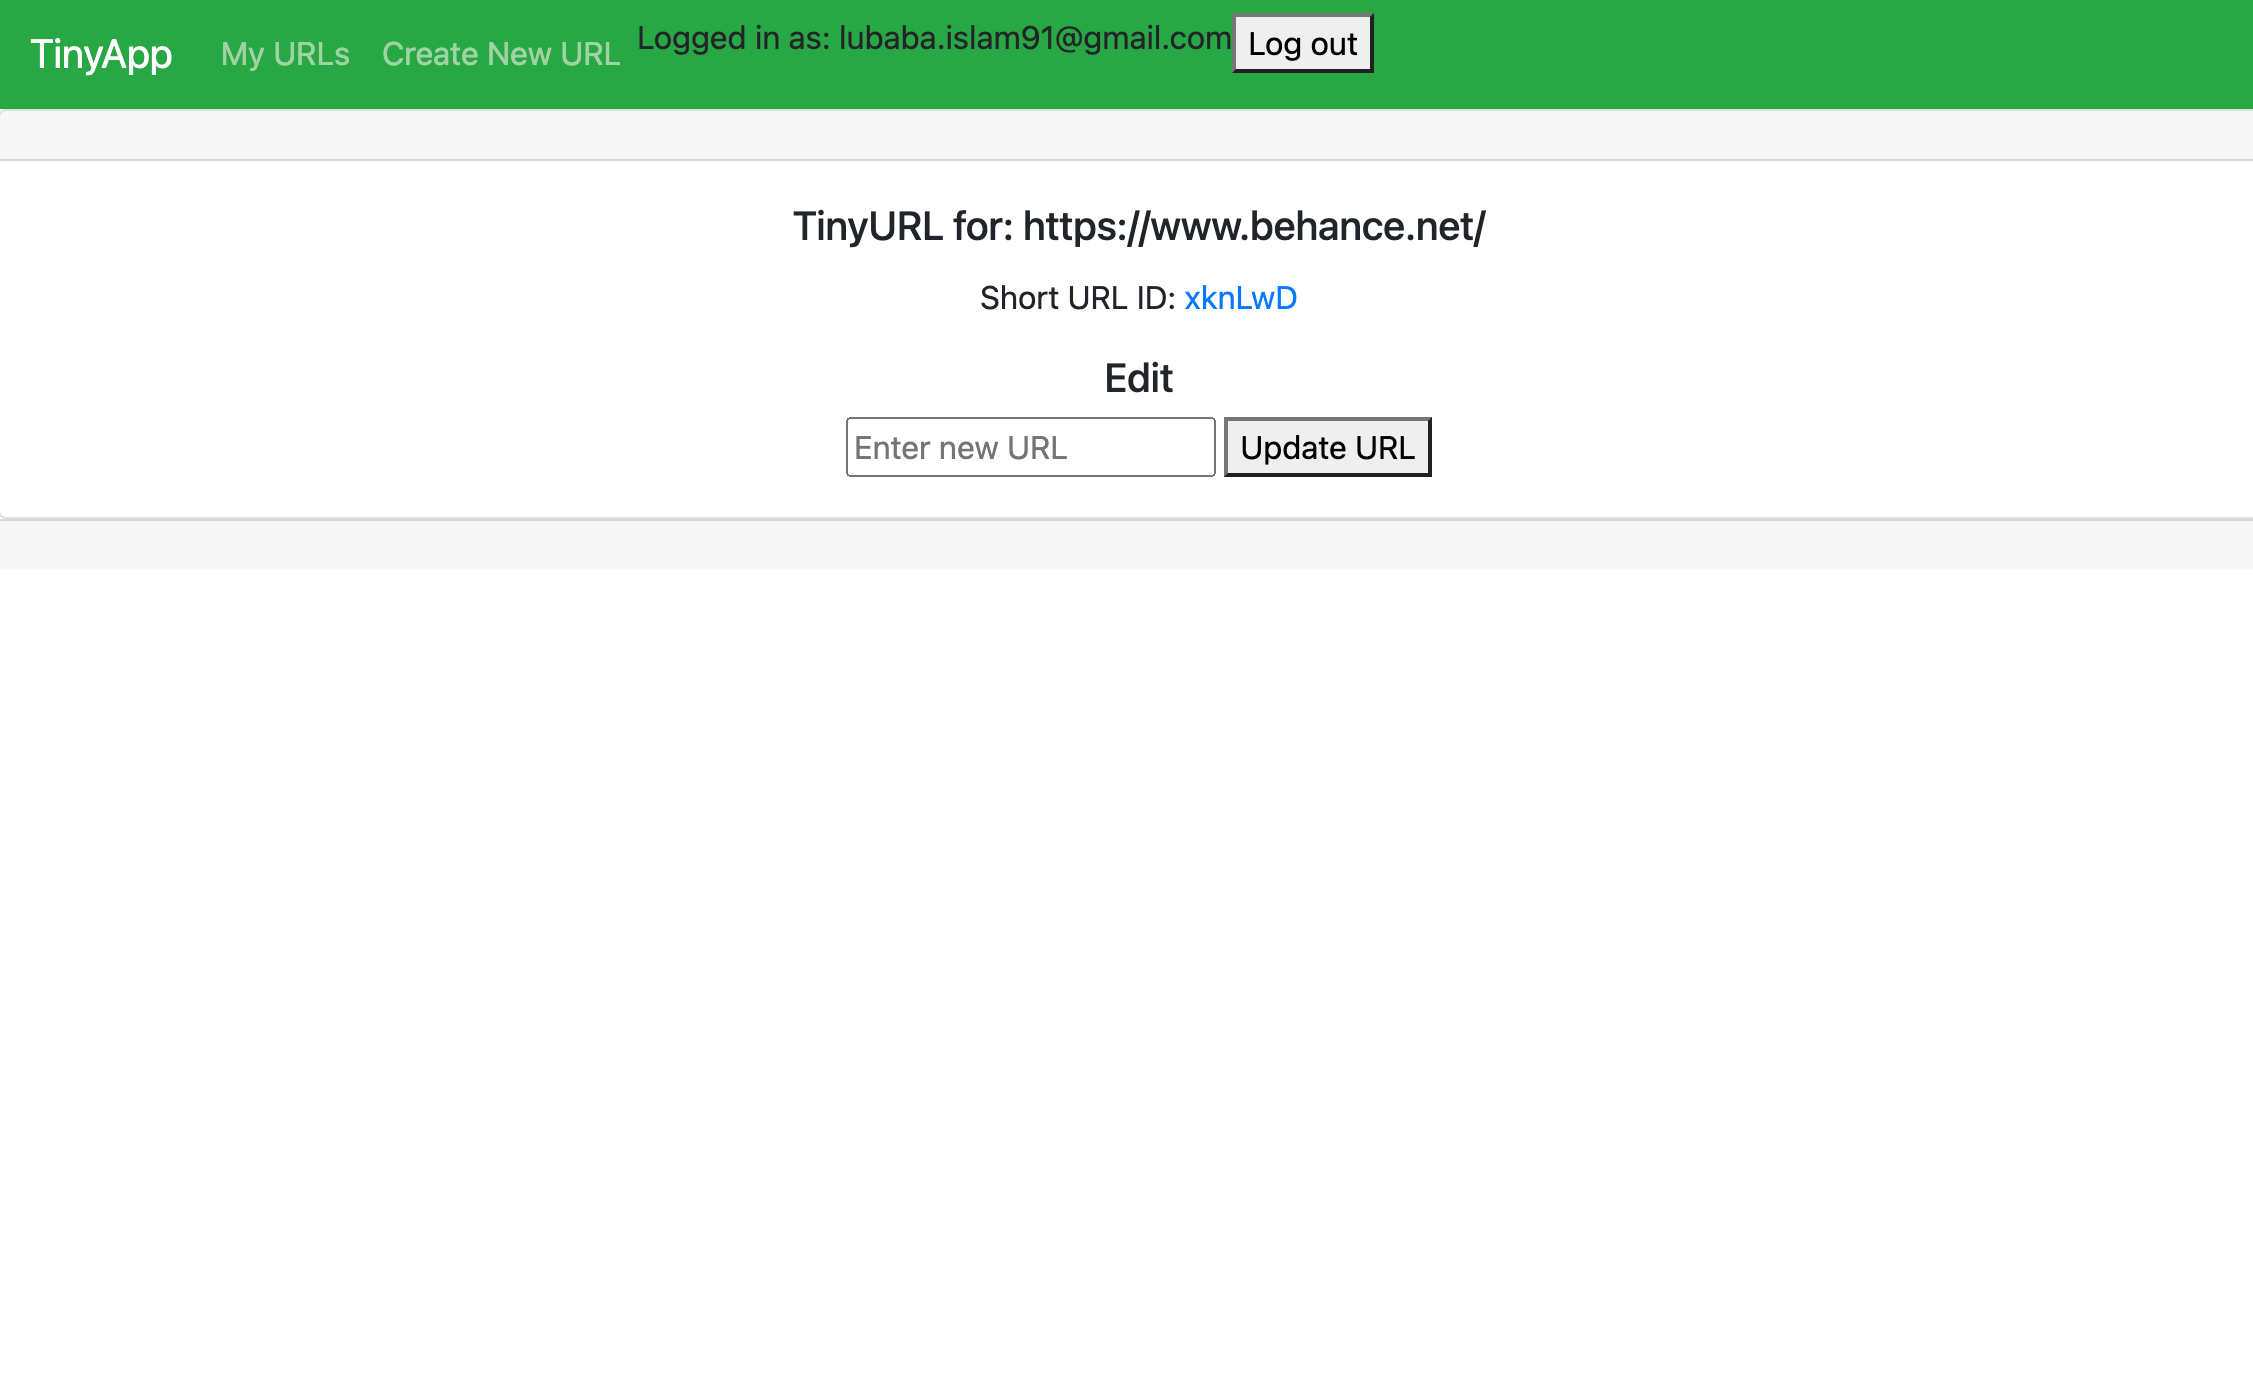 TinyApp My URLs Create New URL Logged in as: lubaba.islam91@gmail.com Log out
TinyURL for: https://www.behance.net/
Short URL ID: xknLwD
Edit
Enter new URL Update URL